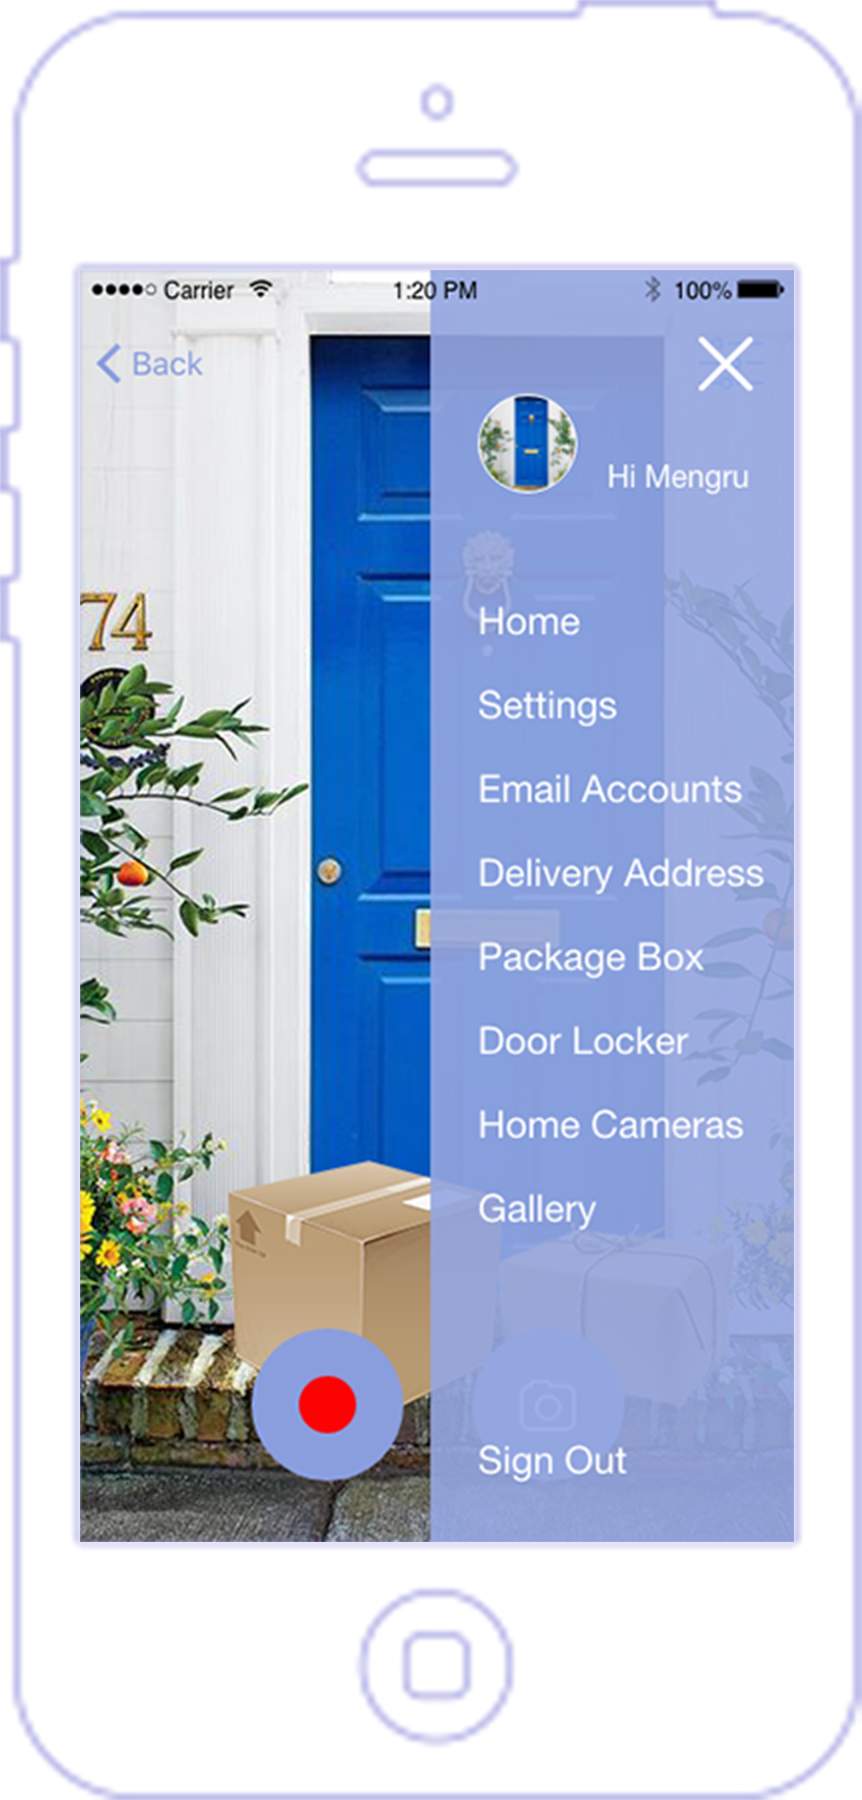 Carrier 1:20 PM 100%
Back
Hi Mengru
74
Home
Settings
Email Accounts
Delivery Address
Package Box
Door Locker
Home Cameras
Gallery
Sign Out